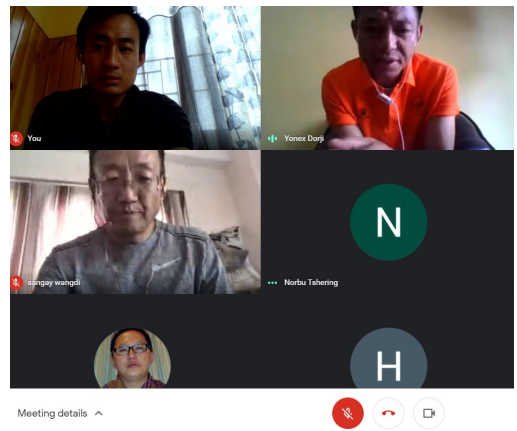 You
Yonex Dorji
sangay wangdi
N
Norbu Tshering
H
Meeting details